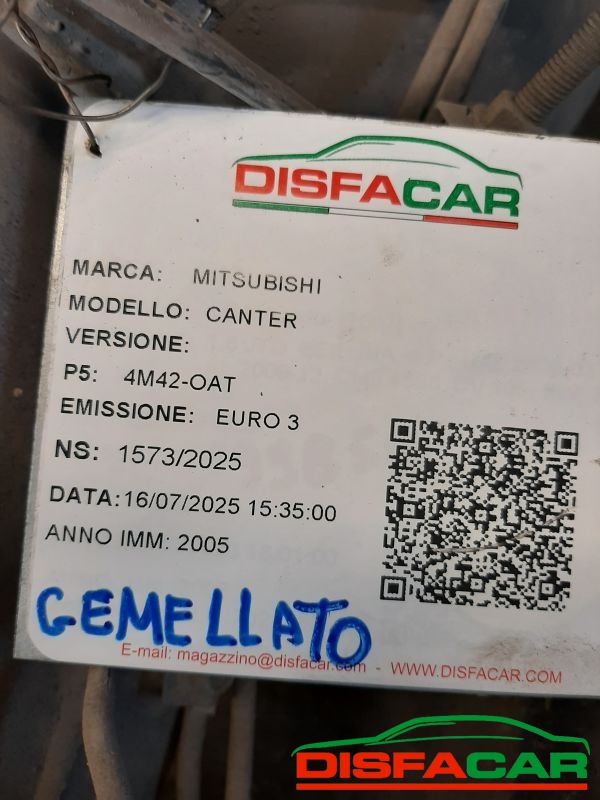 DISFACAR
MARCA: MITSUBISHI
MODELLO: CANTER
VERSIONE:
P5: 4M42-OAT
EMISSIONE: EURO 3
NS: 1573/2025
DATA:16/07/2025 15:35:00
ANNO IMM: 2005
GEMELLATO
E-mail: magazzino@disfacar.com - WWW.DISFACAR.COM
DISFACAR